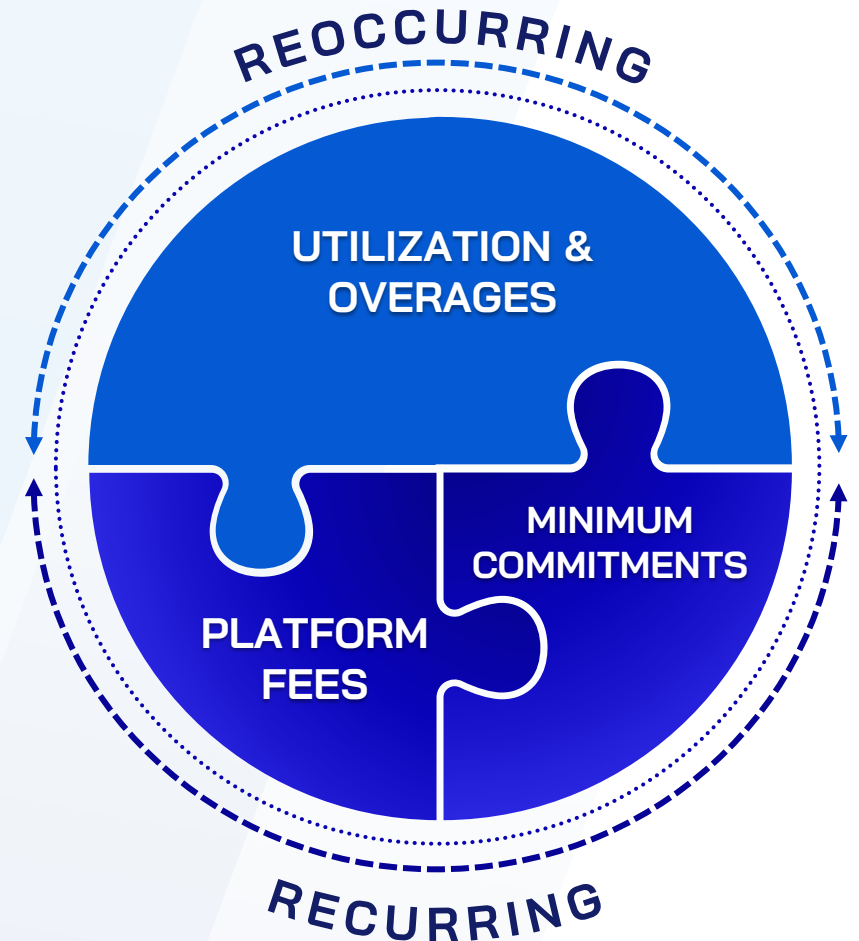 REOCCURRING
UTILIZATION &
OVERAGES
MINIMUM
COMMITMENTS
PLATFORM
FEES
RECURRING